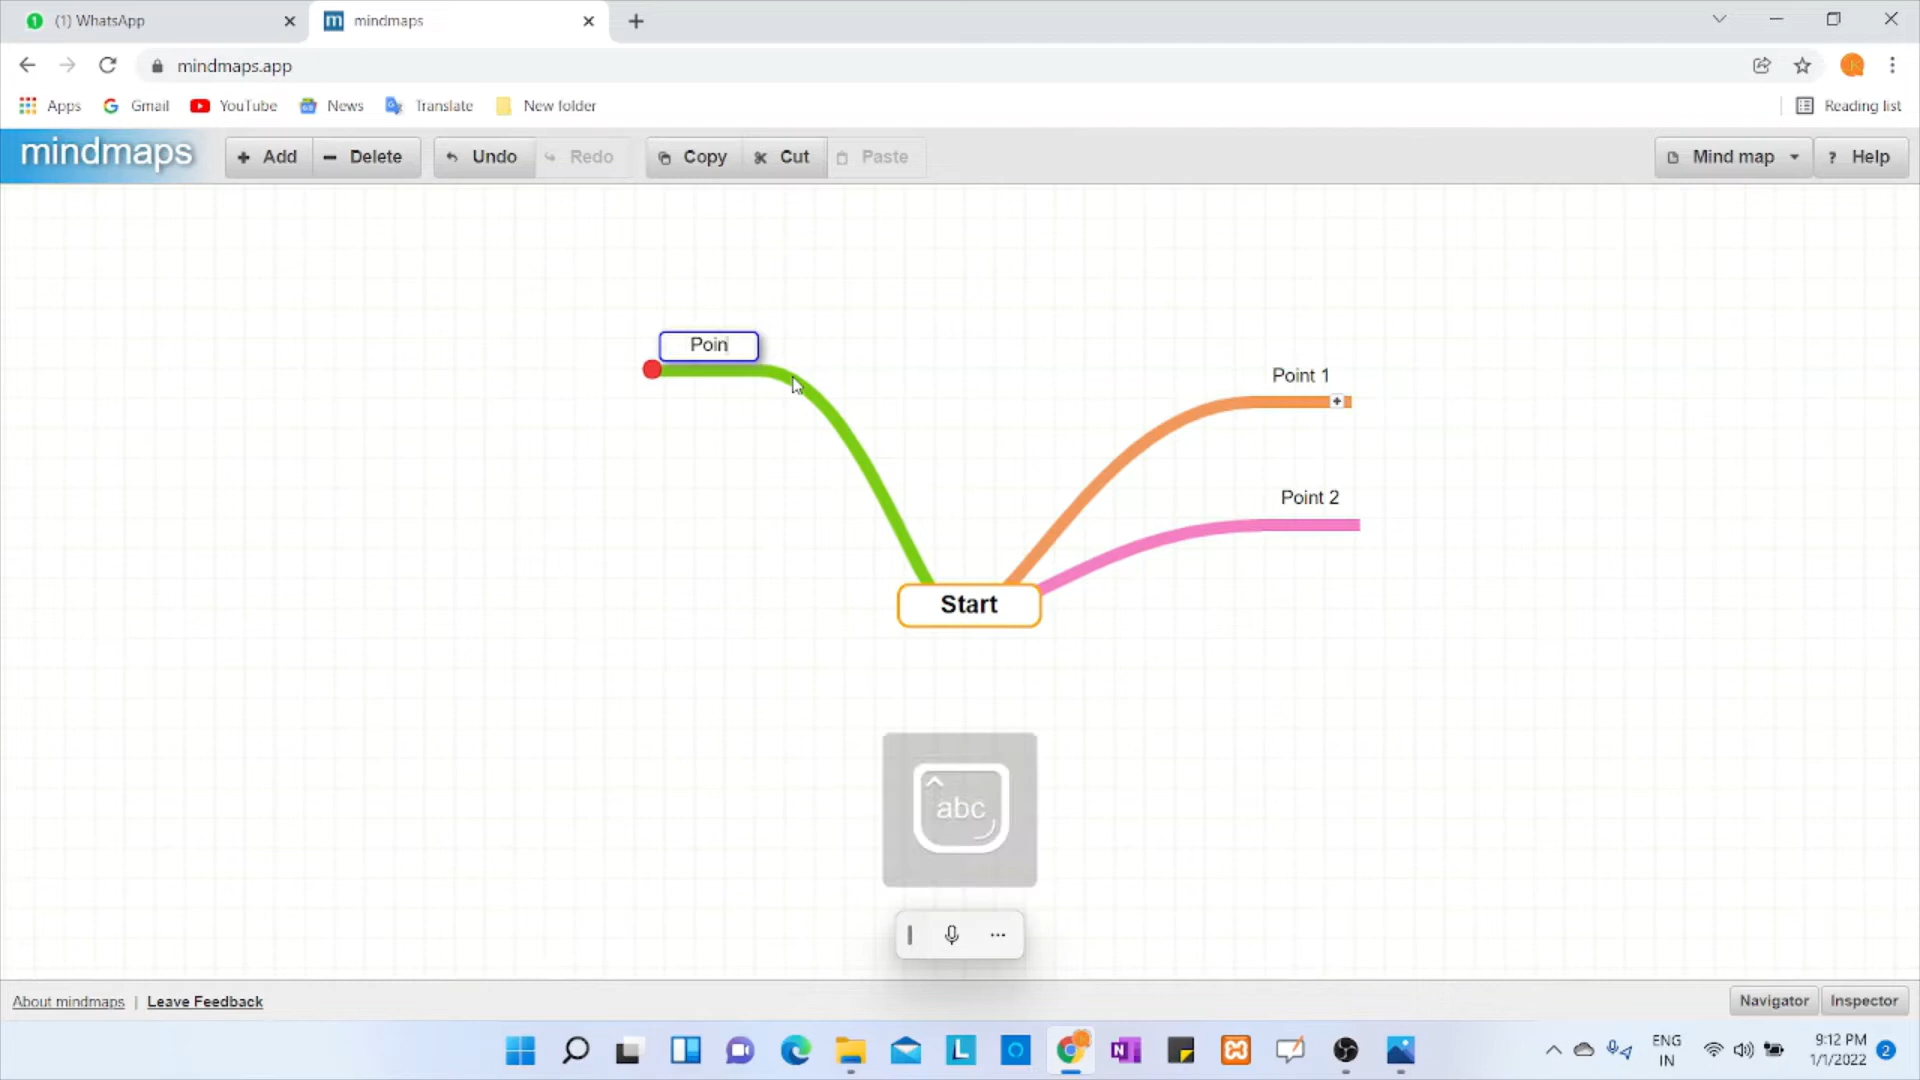 (1) WhatsApp
mindmaps
mindmaps.app
Apps
Gmail
YouTube
News
Translate
New folder
Reading list
mindmaps
+ Add
− Delete
Undo
Redo
Copy
Cut
Paste
Mind map
? Help
Poin
Point 1
Point 2
Start
abc
About mindmaps | Leave Feedback
Navigator
Inspector
ENG
IN
9:12 PM
1/1/2022
2